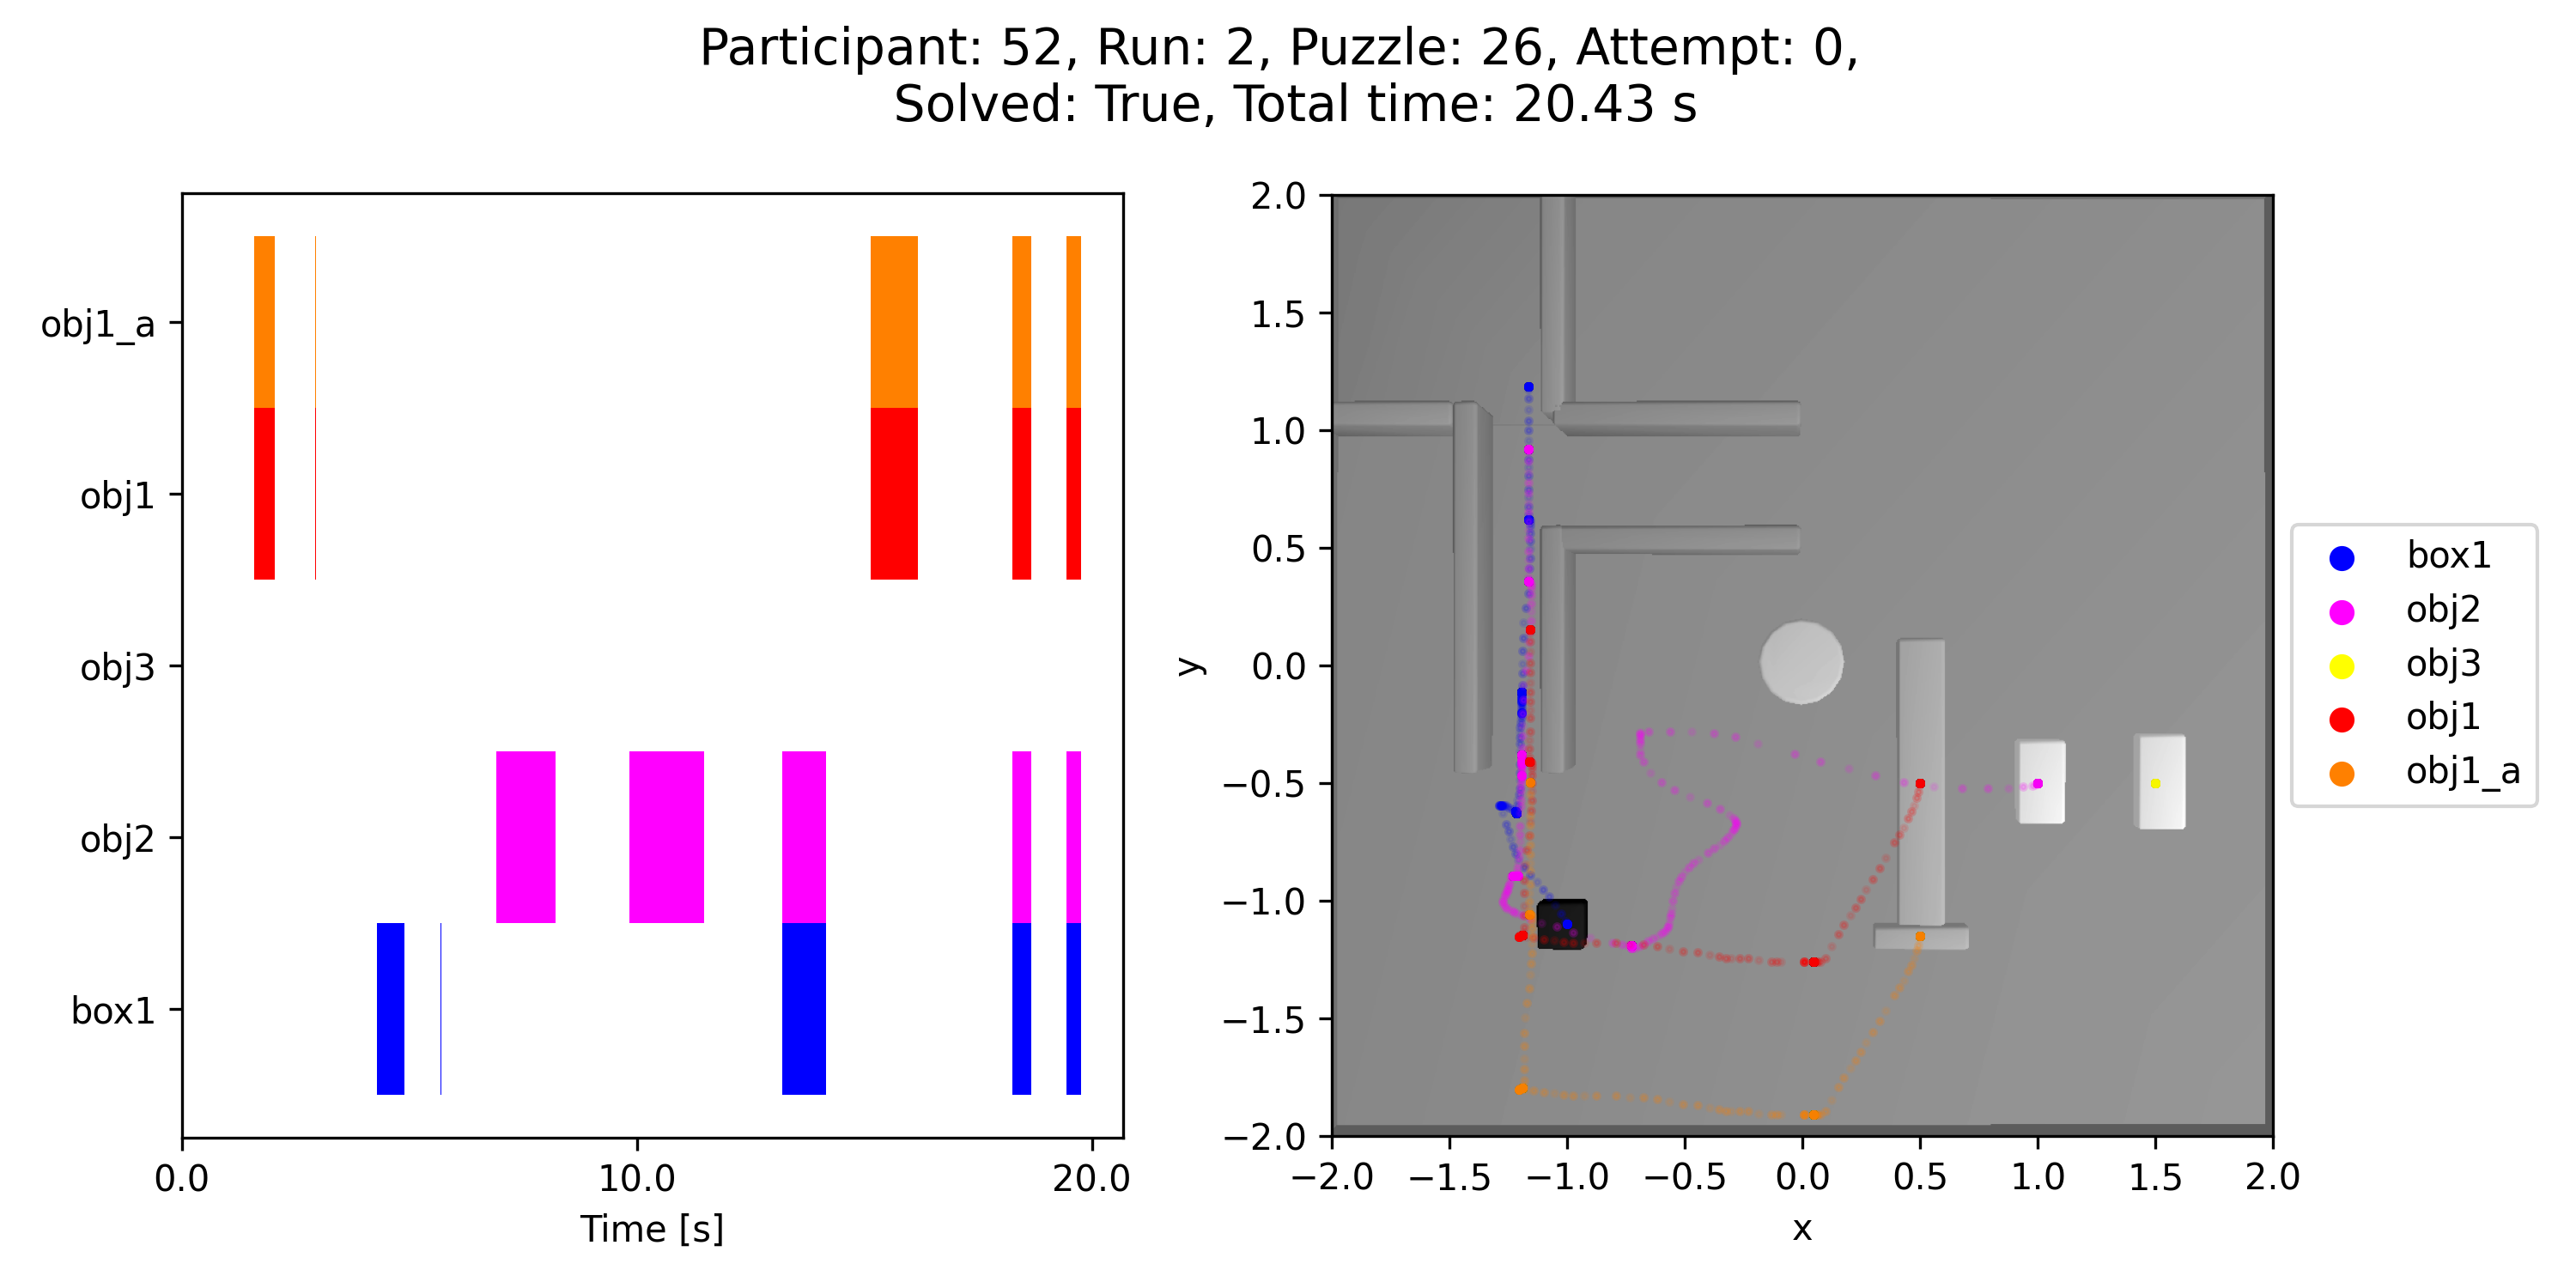 Participant: 52, Run: 2, Puzzle: 26, Attempt: 0,
Solved: True, Total time: 20.43 s
obj1_a
obj1
obj3
obj2
box1
0.0 10.0 20.0
Time [s]
2.0
1.5
1.0
0.5
0.0
−0.5
−1.0
−1.5
−2.0
y
−2.0 −1.5 −1.0 −0.5 0.0 0.5 1.0 1.5 2.0
x
box1
obj2
obj3
obj1
obj1_a